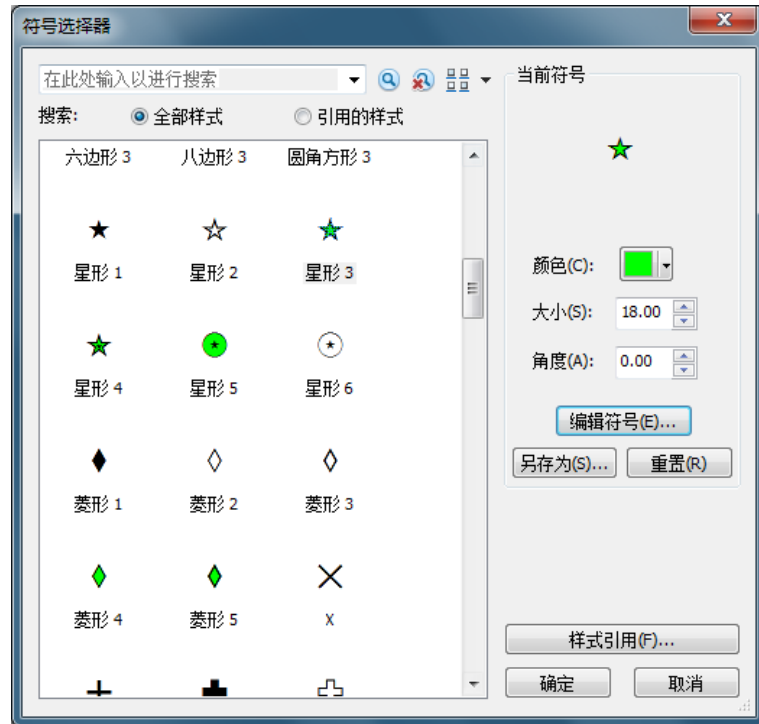 符号选择器
在此处输入以进行搜索
搜索: 全部样式 引用的样式
六边形 3 八边形 3 圆角方形 3
星形 1 星形 2 星形 3
星形 4 星形 5 星形 6
菱形 1 菱形 2 菱形 3
菱形 4 菱形 5 X
当前符号
颜色(C):
大小(S): 18.00
角度(A): 0.00
编辑符号(E)...
另存为(S)... 重置(R)
样式引用(F)...
确定 取消